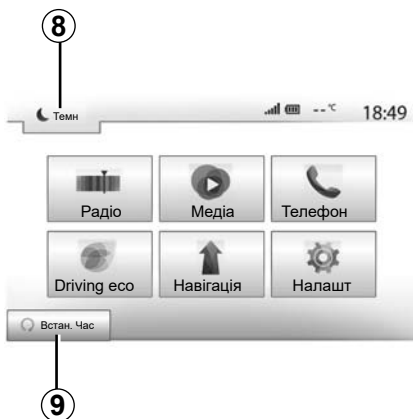 8
Темн
--°C 18:49
Радіо Медіа Телефон
Driving eco Навігація Налашт
Встан. Час
9